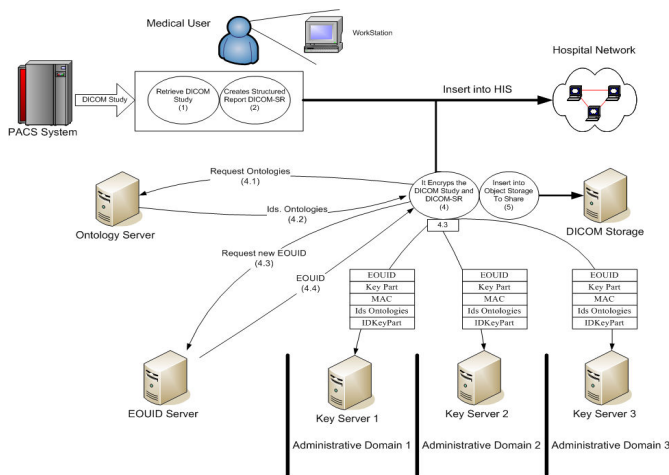 Medical User
WorkStation
Hospital Network
DICOM Study
Retrieve DICOM
Study
(1)
Creates Structured
Report DICOM-SR
(2)
Insert into HIS
PACS System
Request Ontologies
(4.1)
It Encryps the
DICOM Study and
DICOM-SR
(4)
Insert into
Object Storage
To Share
(5)
Ids. Ontologies
(4.2)
4.3
Ontology Server
DICOM Storage
Request new EOUID
(4.3)
EOUID
(4.4)
EOUID
Key Part
MAC
Ids Ontologies
IDKeyPart
EOUID
Key Part
MAC
Ids Ontologies
IDKeyPart
EOUID
Key Part
MAC
Ids Ontologies
IDKeyPart
EOUID Server
Key Server 1
Key Server 2
Key Server 3
Administrative Domain 1
Administrative Domain 2
Administrative Domain 3